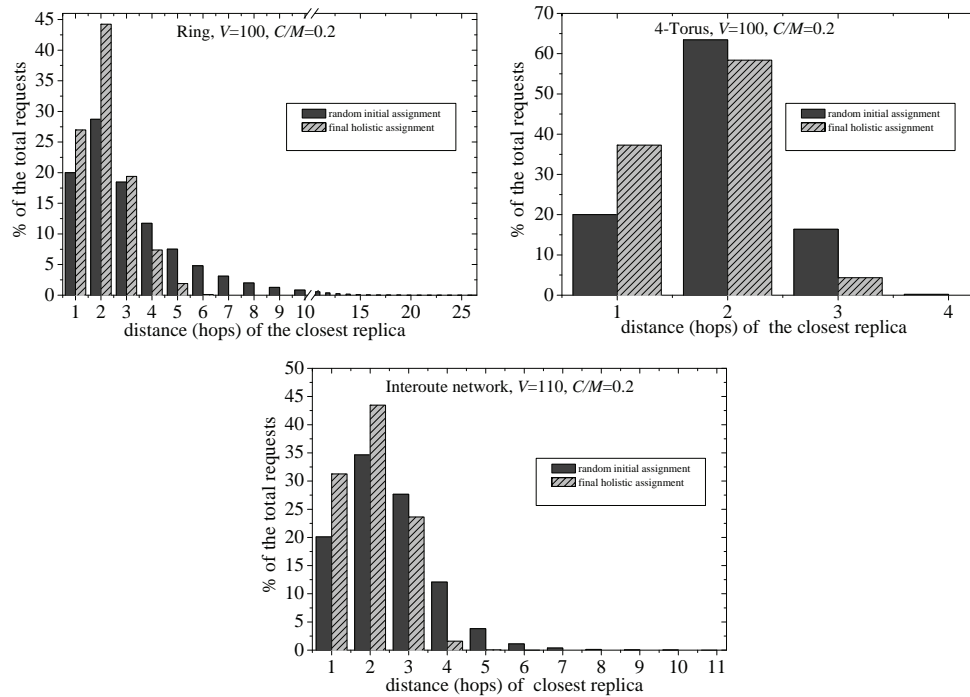 Ring, V=100, C/M=0.2
% of the total requests
45
40
35
30
25
20
15
10
5
0
random initial assignment
final holistic assignment
1 2 3 4 5 6 7 8 9 10 15 20 25
distance (hops) of the closest replica
4-Torus, V=100, C/M=0.2
% of the total requests
70
60
50
40
30
20
10
0
random initial assignment
final holistic assignment
1 2 3 4
distance (hops) of the closest replica
Interoute network, V=110, C/M=0.2
% of the total requests
50
45
40
35
30
25
20
15
10
5
0
random initial assignment
final holistic assignment
1 2 3 4 5 6 7 8 9 10 11
distance (hops) of closest replica